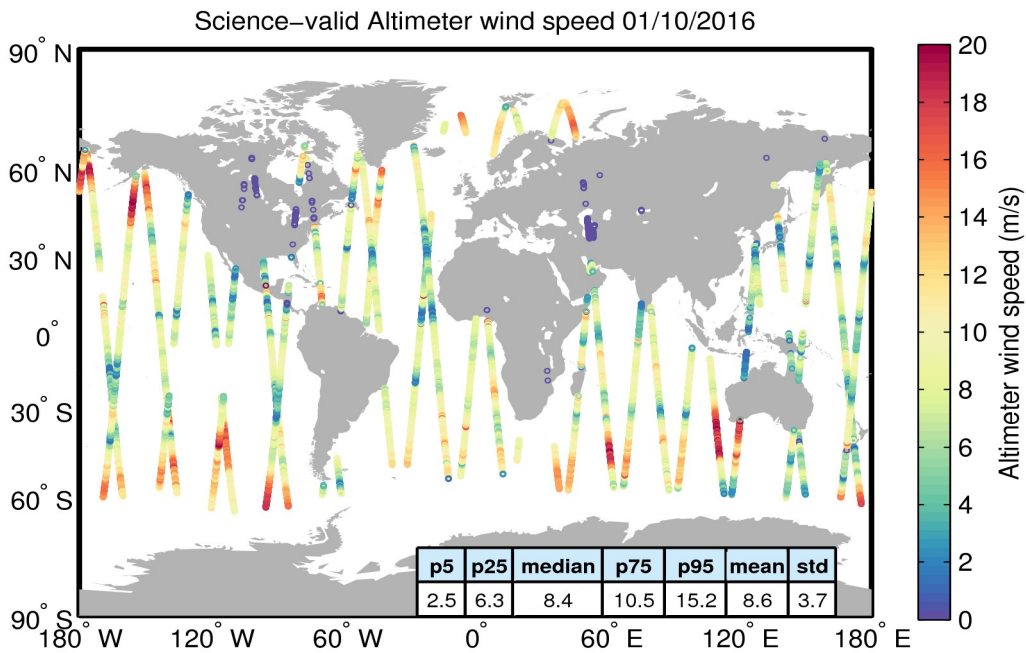 Science−valid Altimeter wind speed 01/10/2016
90° N
60° N
30° N
0°
30° S
60° S
90° S
180° W
120° W
60° W
0°
60° E
120° E
180° E
p5 p25 median p75 p95 mean std
2.5 6.3 8.4 10.5 15.2 8.6 3.7
20
18
16
14
12
10
8
6
4
2
0
Altimeter wind speed (m/s)